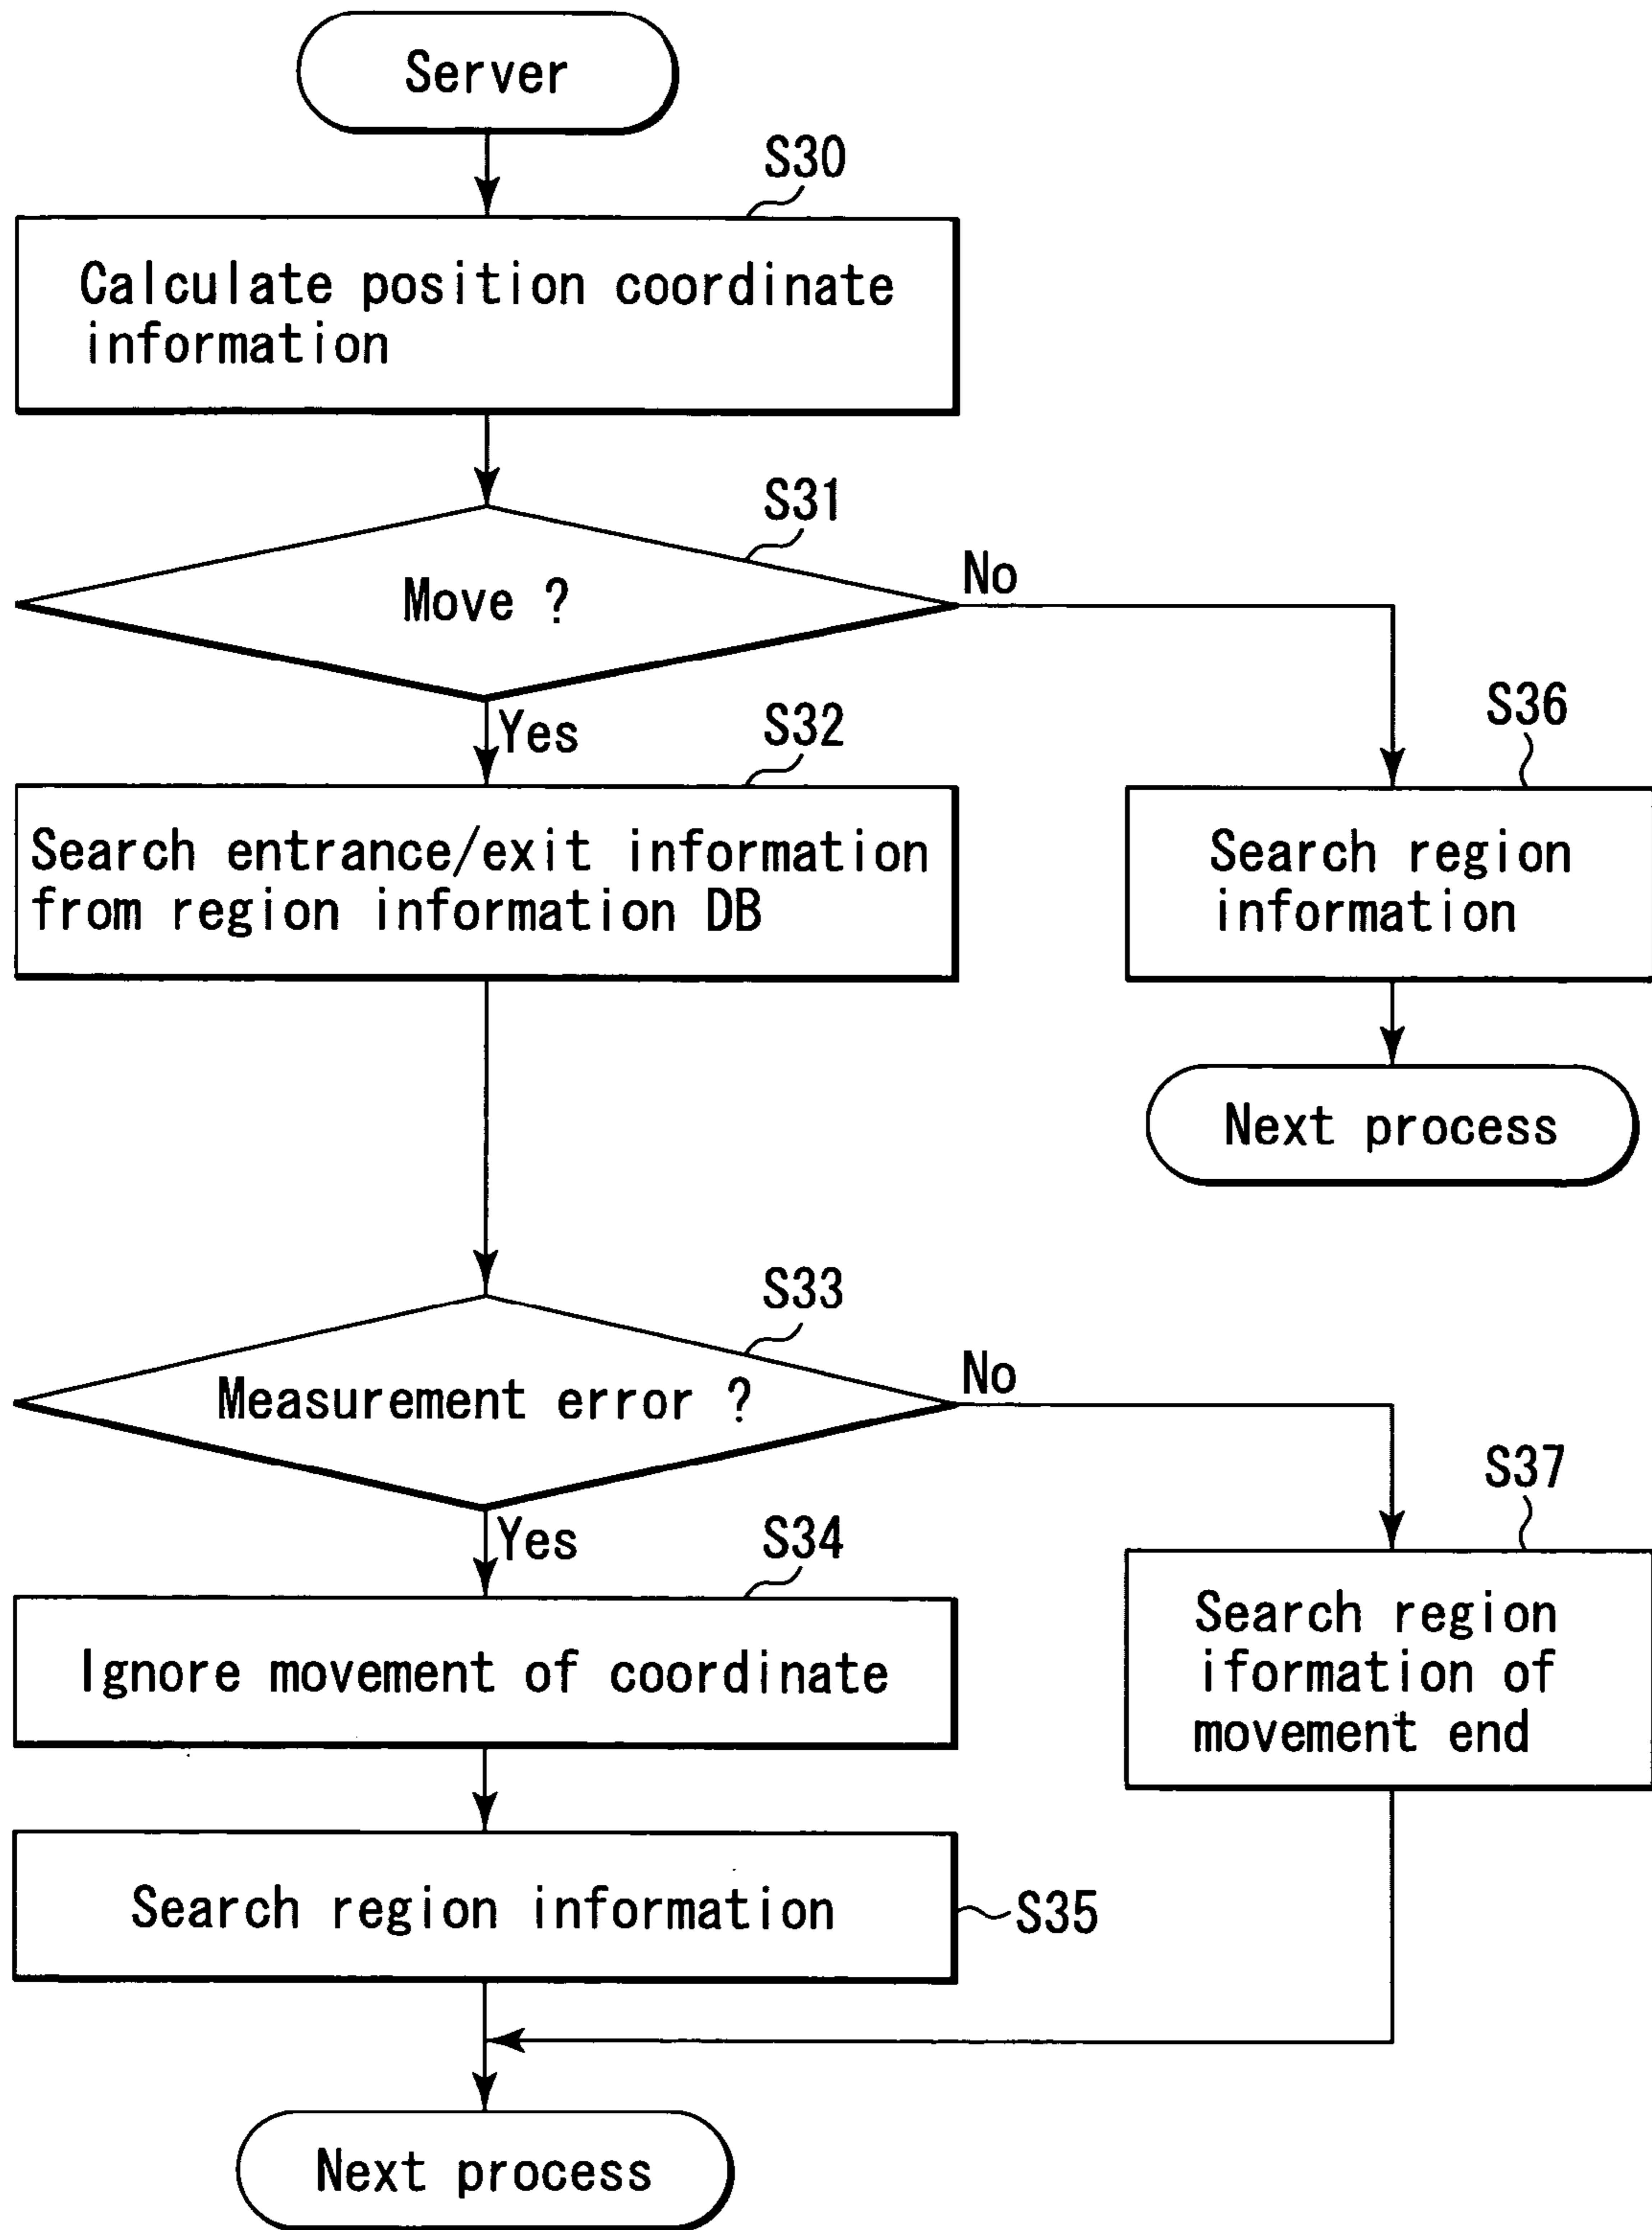 Server
S30
Calculate position coordinate
information
S31
Move ?
No
Yes
S32
S36
Search entrance/exit information
from region information DB
Search region
information
Next process
S33
Measurement error ?
No
S37
Yes
S34
Ignore movement of coordinate
Search region
iformation of
movement end
Search region information
S35
Next process